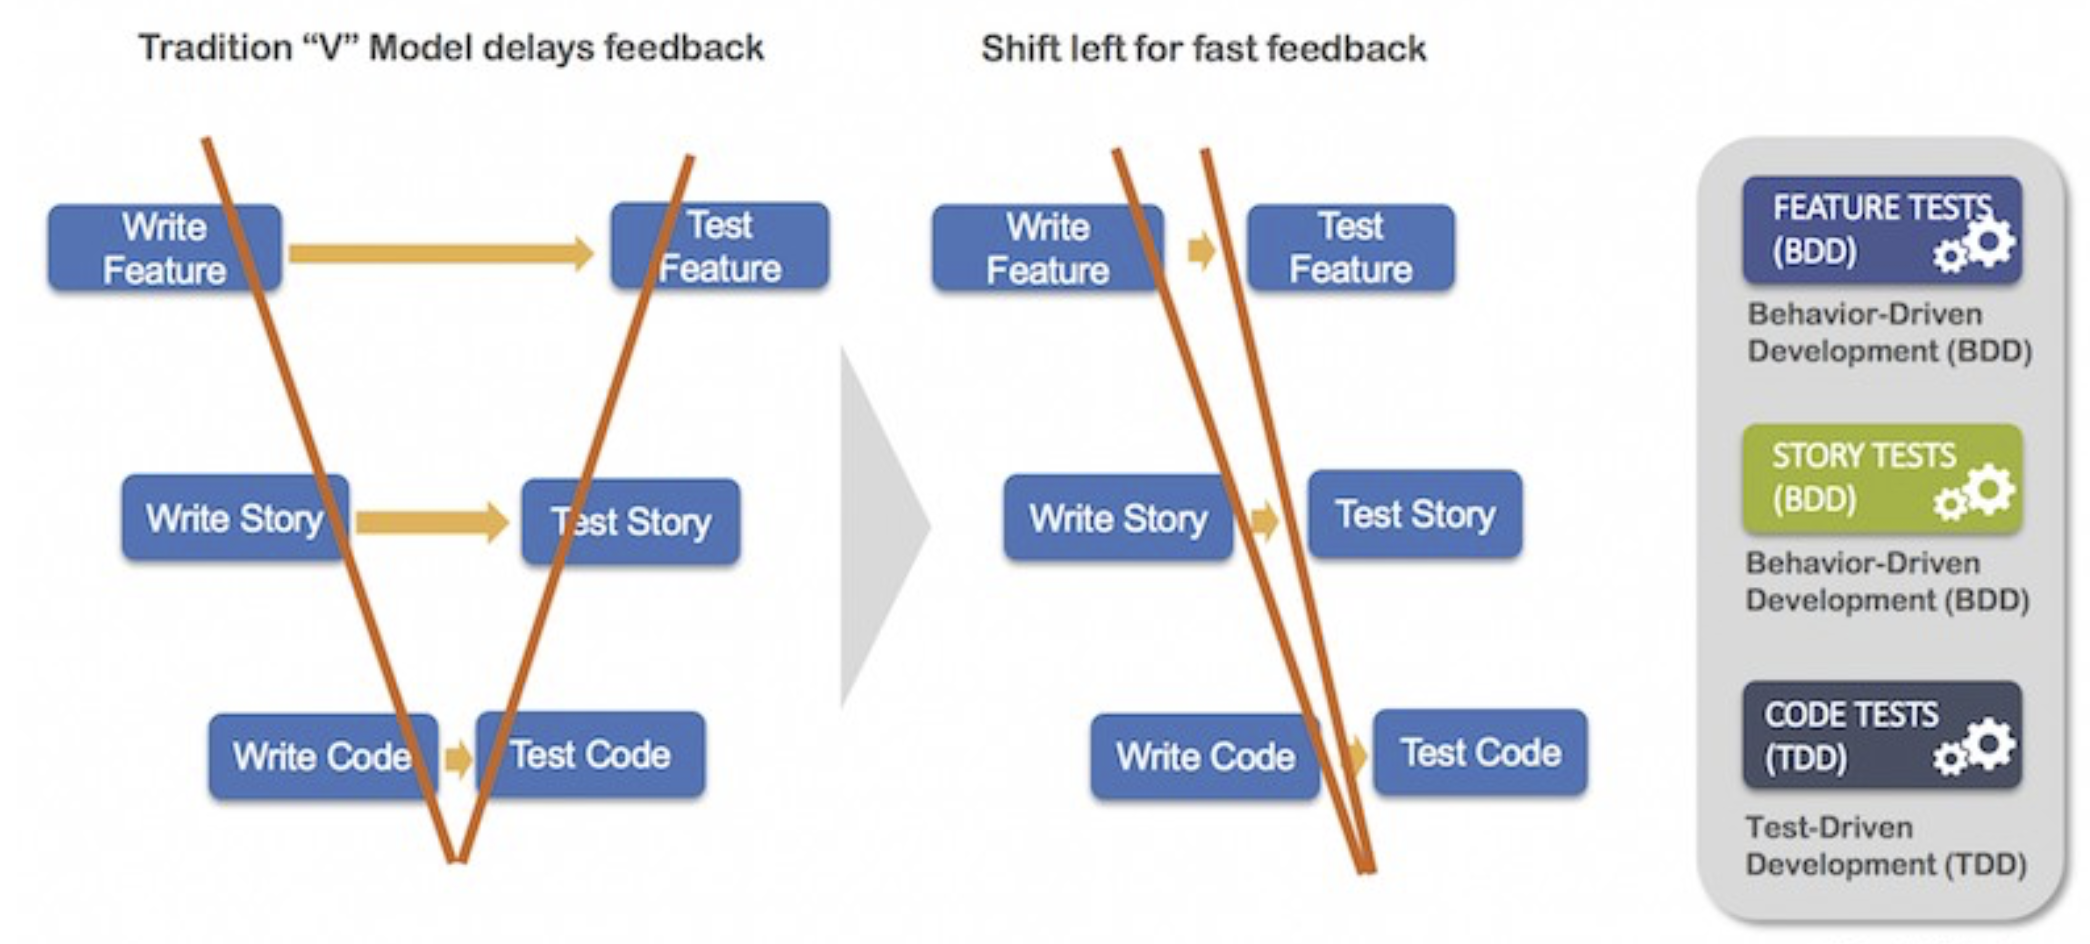 Tradition “V” Model delays feedback
Shift left for fast feedback
Write
Feature
Test
Feature
Write Story
Test Story
Write Code
Test Code
Write
Feature
Test
Feature
Write Story
Test Story
Write Code
Test Code
FEATURE TESTS
(BDD)
Behavior-Driven
Development (BDD)
STORY TESTS
(BDD)
Behavior-Driven
Development (BDD)
CODE TESTS
(TDD)
Test-Driven
Development (TDD)